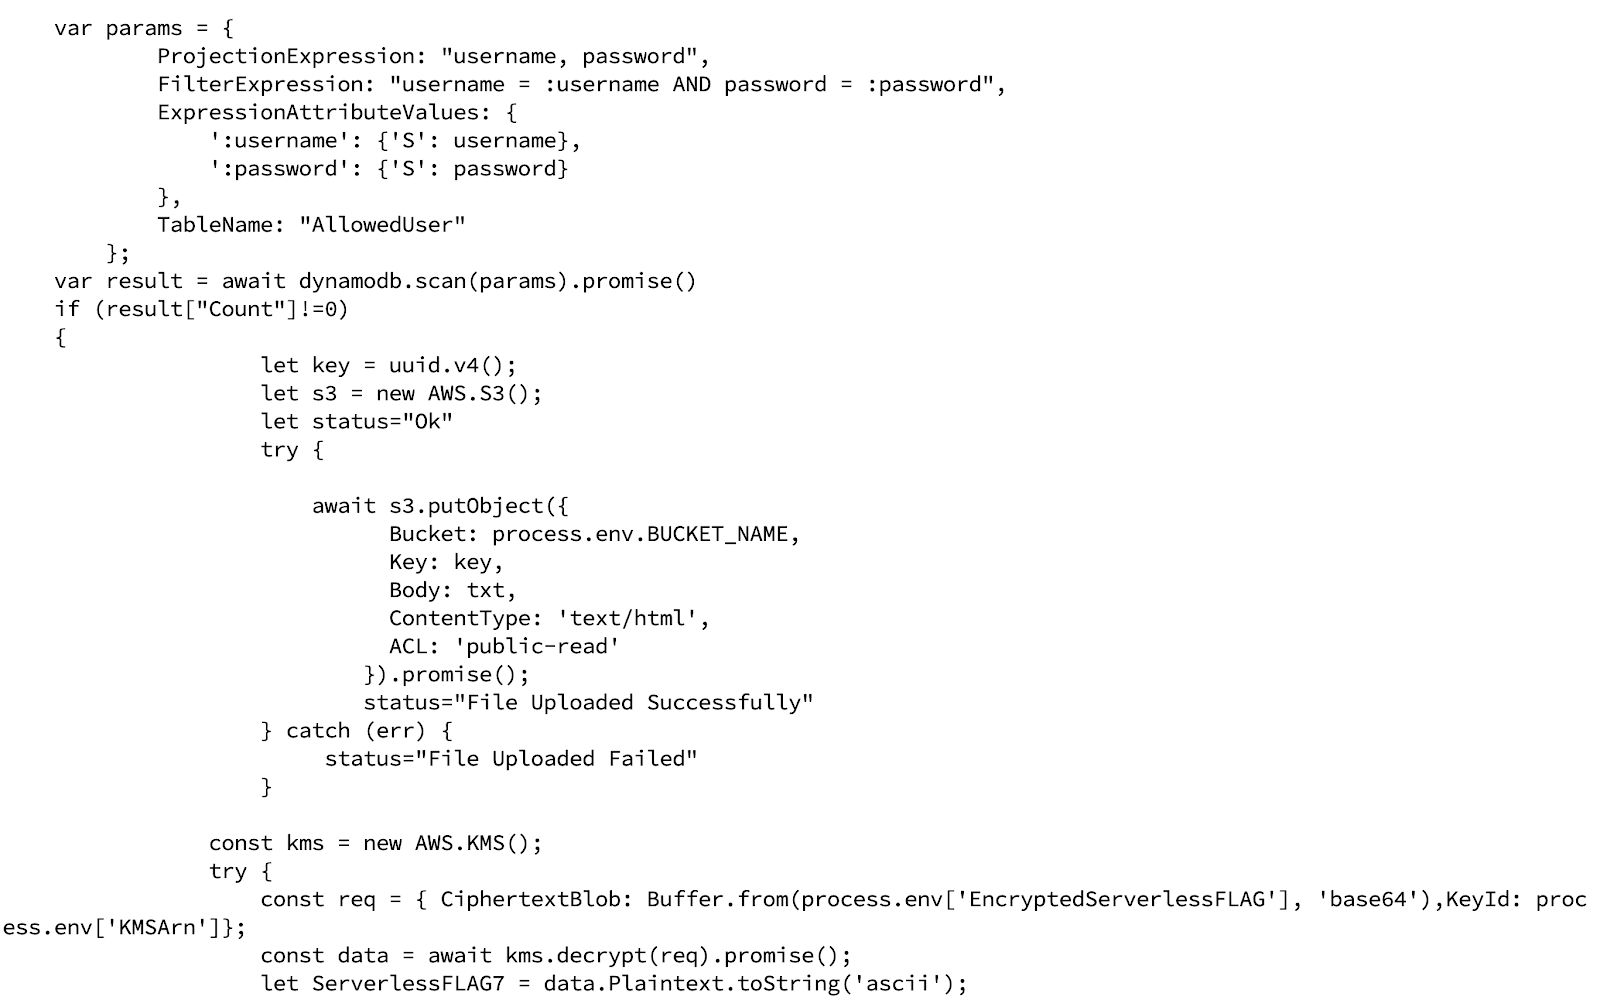 var params = {
ProjectionExpression: "username, password",
FilterExpression: "username = :username AND password = :password",
ExpressionAttributeValues: {
':username': {'S': username},
':password': {'S': password}
},
TableName: "AllowedUser"
};
var result = await dynamodb.scan(params).promise()
if (result["Count"]!=0)
{
let key = uuid.v4();
let s3 = new AWS.S3();
let status="Ok"
try {
await s3.putObject({
Bucket: process.env.BUCKET_NAME,
Key: key,
Body: txt,
ContentType: 'text/html',
ACL: 'public-read'
}).promise();
status="File Uploaded Successfully"
} catch (err) {
status="File Uploaded Failed"
}
const kms = new AWS.KMS();
try {
const req = { CiphertextBlob: Buffer.from(process.env['EncryptedServerlessFLAG'], 'base64'),KeyId: proc
ess.env['KMSArn']};
const data = await kms.decrypt(req).promise();
let ServerlessFLAG7 = data.Plaintext.toString('ascii');